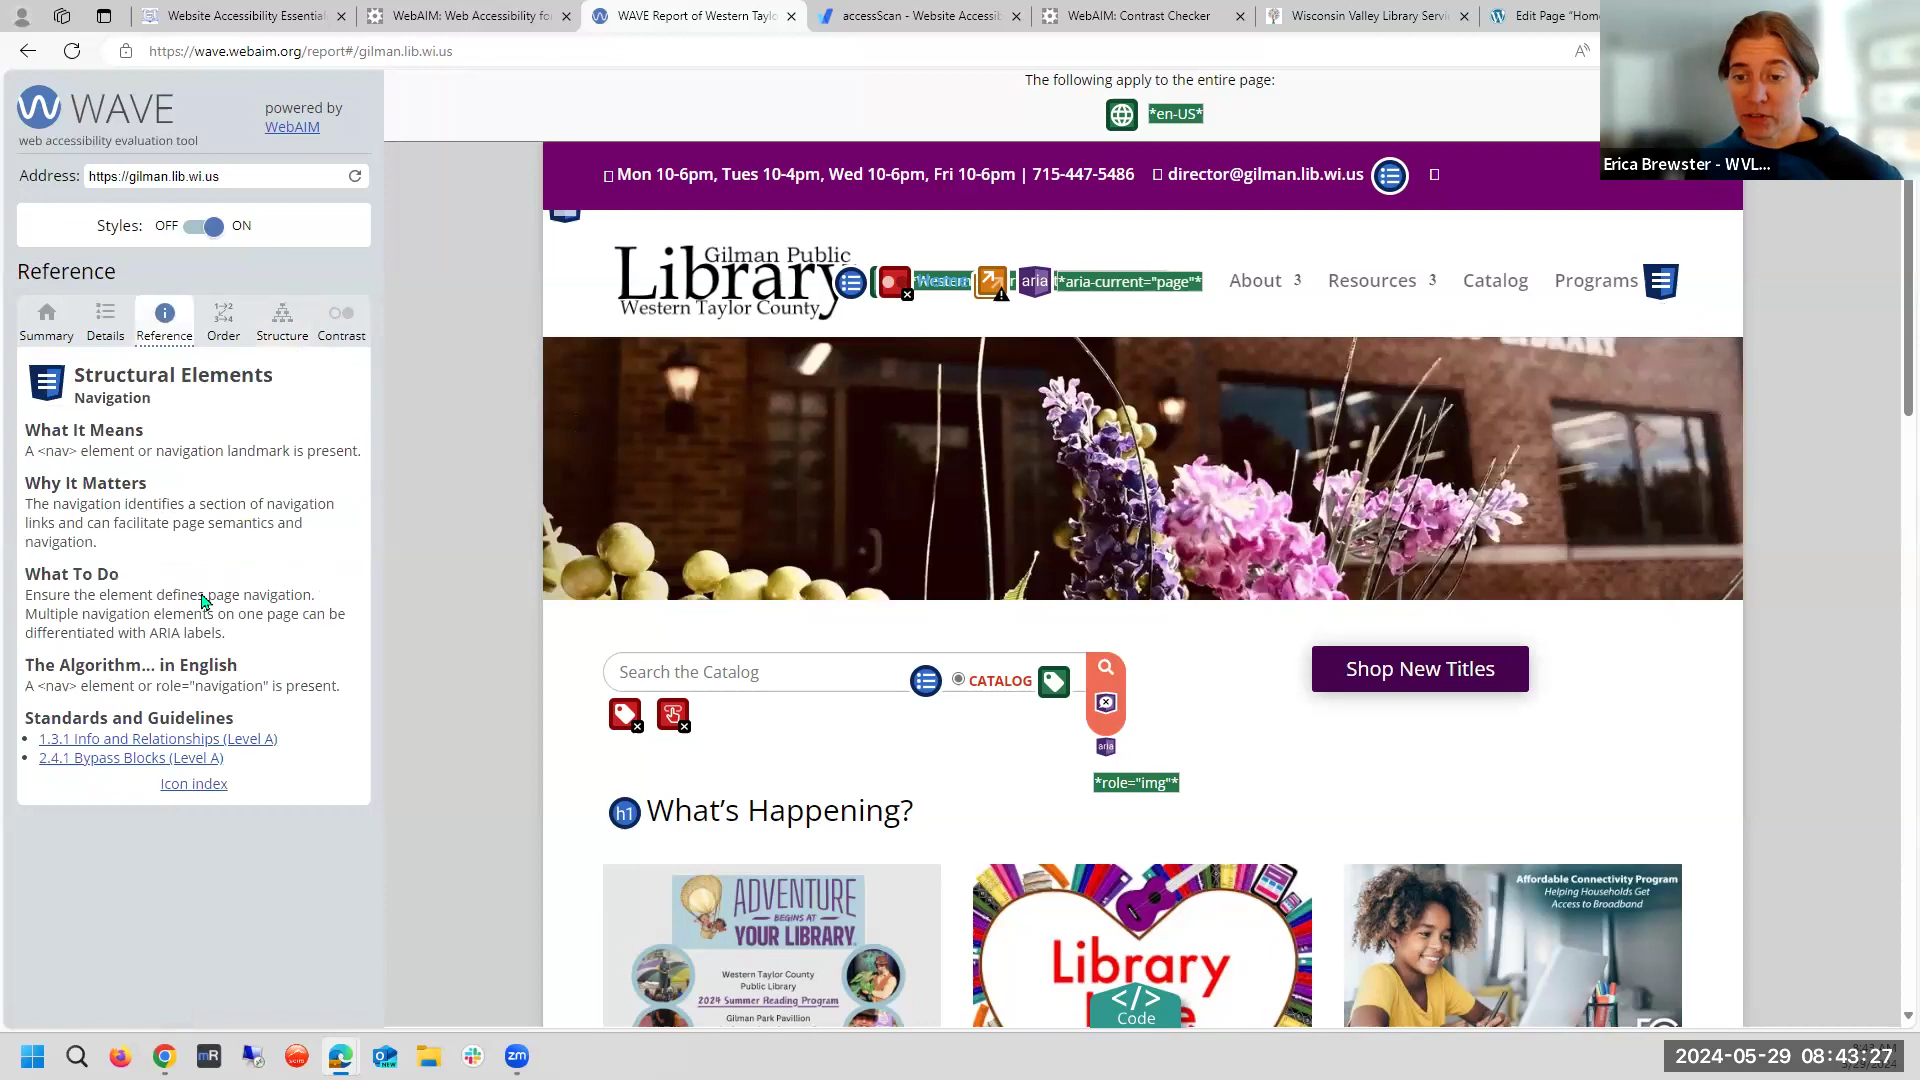 Website Accessibility Essential
WebAIM: Web Accessibility fo
WAVE Report of Western Taylo
accessScan - Website Accessib
WebAIM: Contrast Checker
Wisconsin Valley Library Servi
Edit Page "Hom
https://wave.webaim.org/report#/gilman.lib.wi.us
WAVE
web accessibility evaluation tool
powered by
WebAIM
Address: https://gilman.lib.wi.us
Styles: OFF ON
Reference
Summary Details Reference Order Structure Contrast
Structural Elements
Navigation
What It Means
A <nav> element or navigation landmark is present.
Why It Matters
The navigation identifies a section of navigation
links and can facilitate page semantics and
navigation.
What To Do
Ensure the element defines page navigation.
Multiple navigation elements on one page can be
differentiated with ARIA labels.
The Algorithm... in English
A <nav> element or role="navigation" is present.
Standards and Guidelines
1.3.1 Info and Relationships (Level A)
2.4.1 Bypass Blocks (Level A)
Icon index
The following apply to the entire page:
*en-US*
Mon 10-6pm, Tues 10-4pm, Wed 10-6pm, Fri 10-6pm | 715-447-5486 director@gilman.lib.wi.us
Gilman Public
Library
Western Taylor County
Western
aria
*aria-current="page"*
About 3 Resources 3 Catalog Programs
Search the Catalog
CATALOG
aria
*role="img"*
Shop New Titles
h1 What's Happening?
ADVENTURE
BEGINS AT
YOUR LIBRARY
Western Taylor County
Public Library
2024 Summer Reading Program
Gilman Park Pavilion
Library
</>
Code
Affordable Connectivity Program
Helping Households Get
Access to Broadband
Erica Brewster - WVL...
mR
NEW
zm
2024-05-29 08:43:27